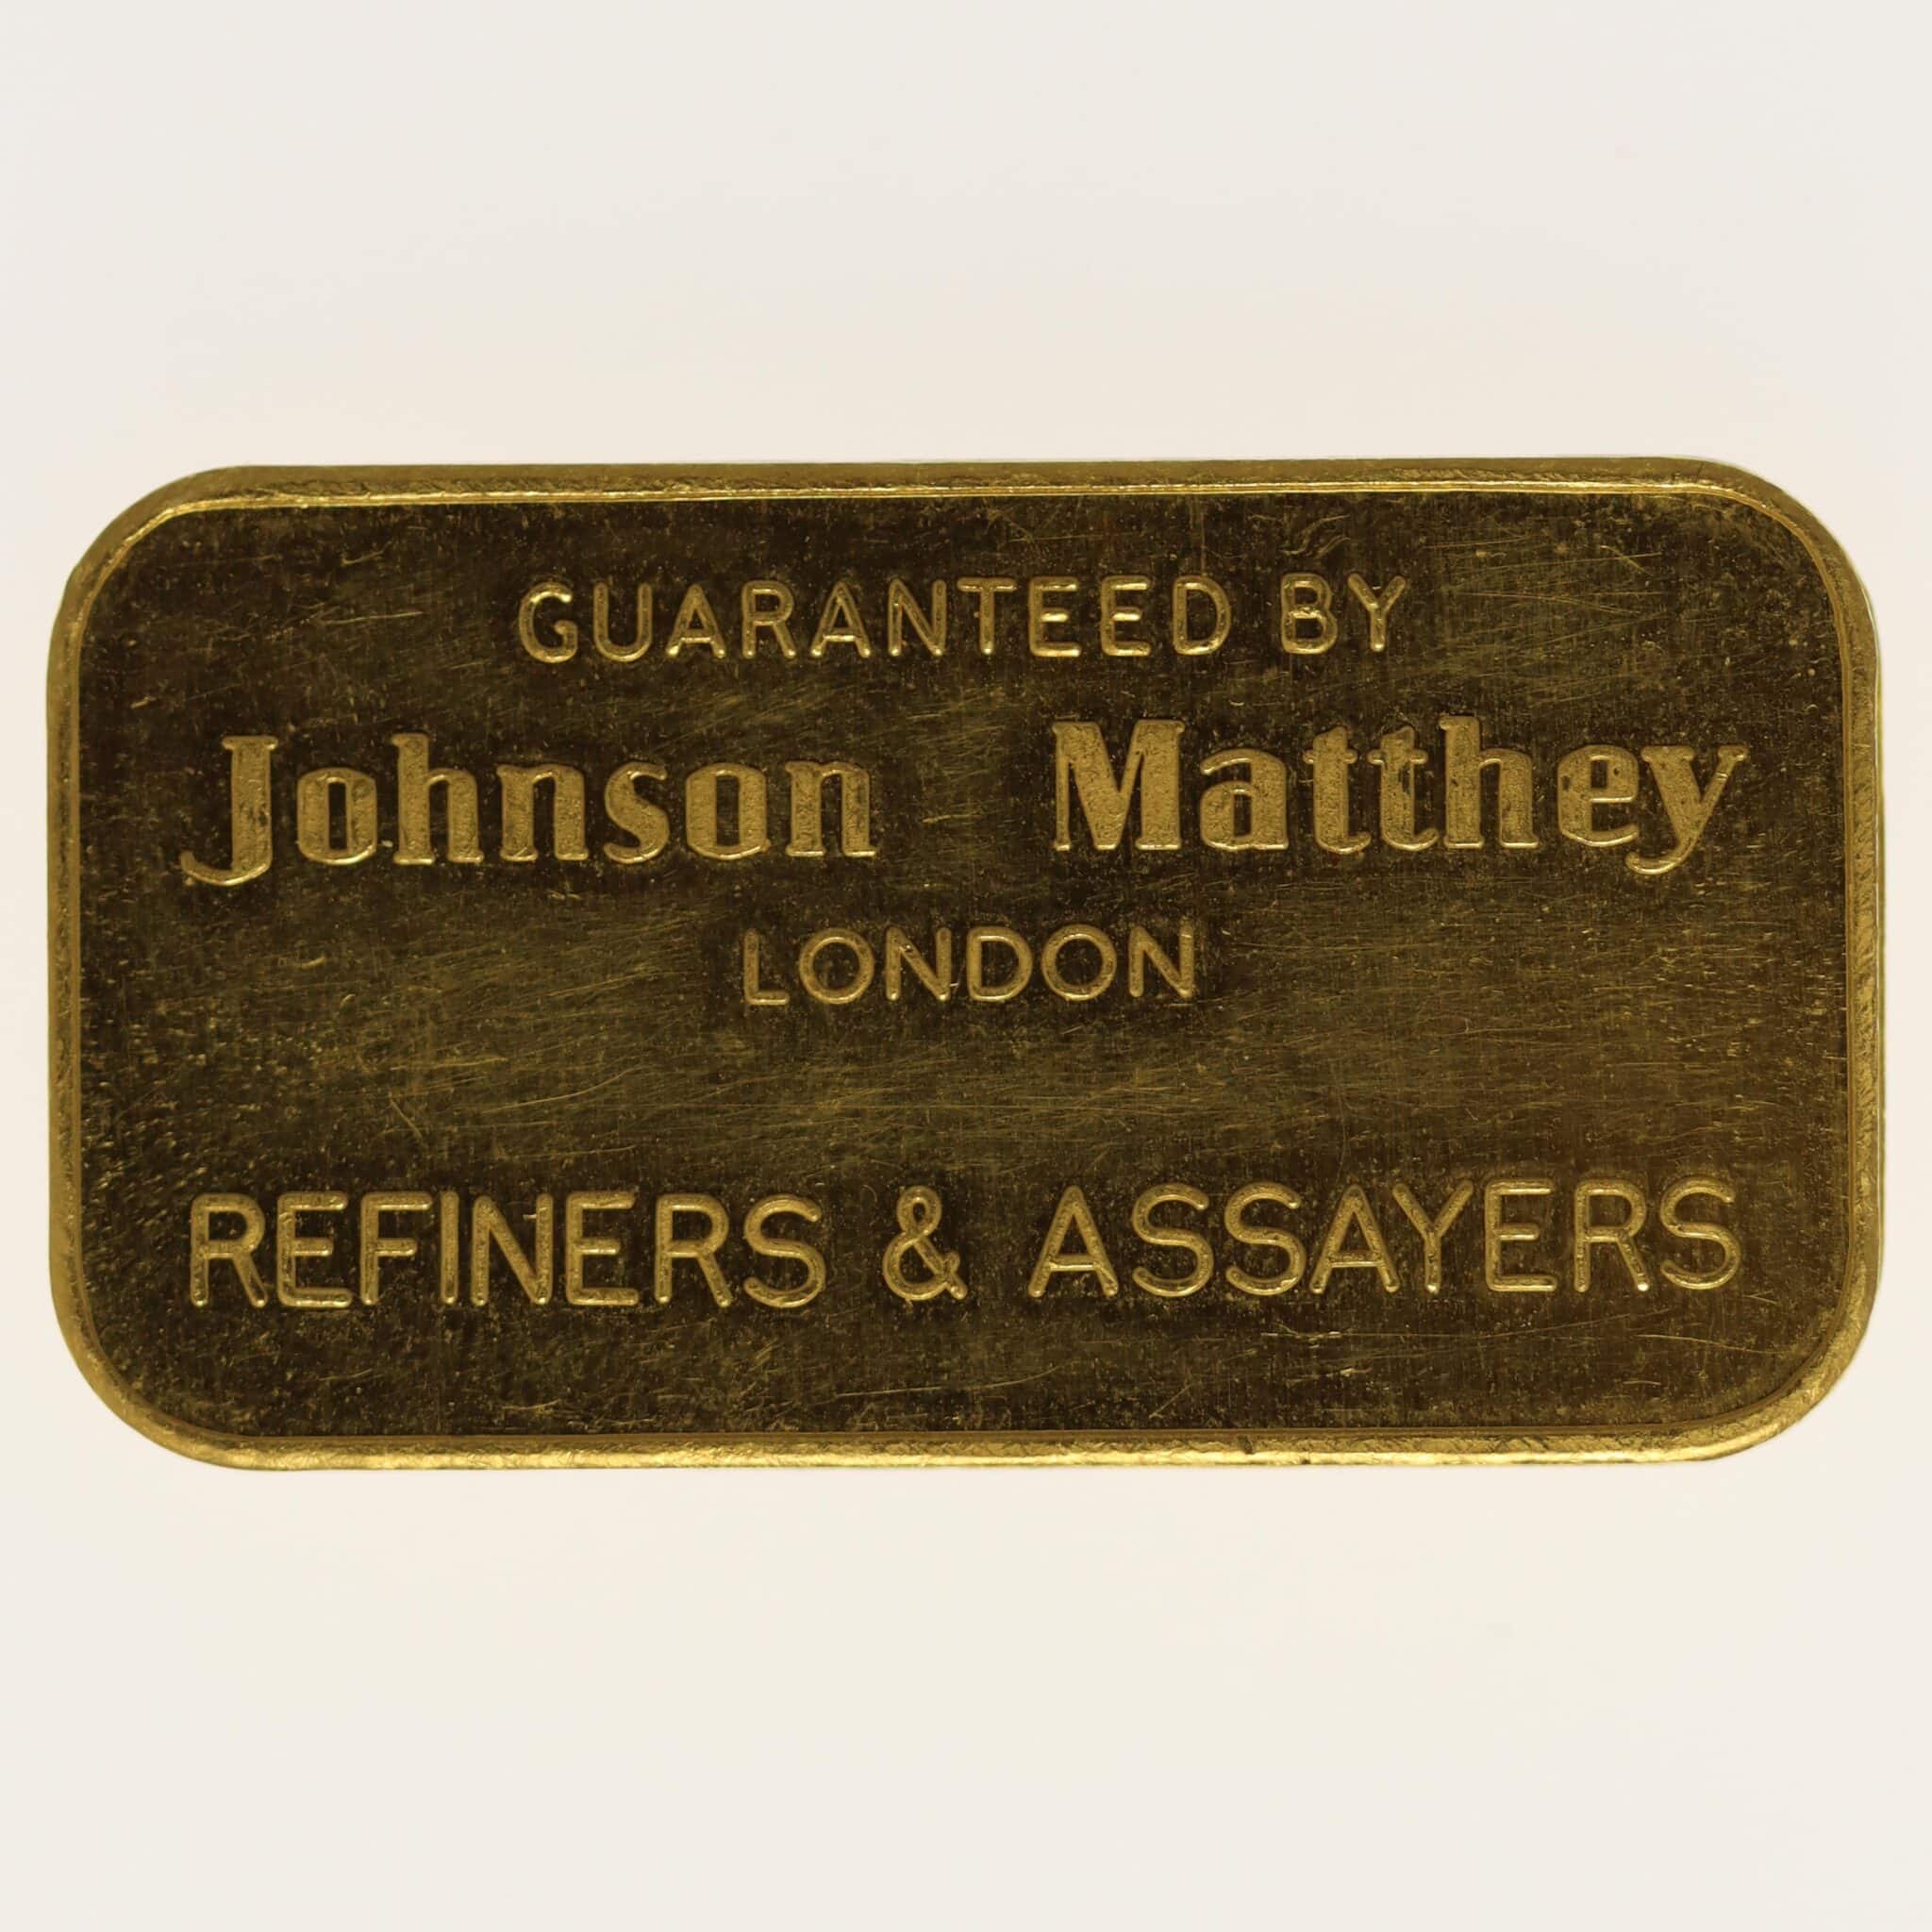 GUARANTEED BY
Johnson Matthey
LONDON
REFINERS & ASSAYERS